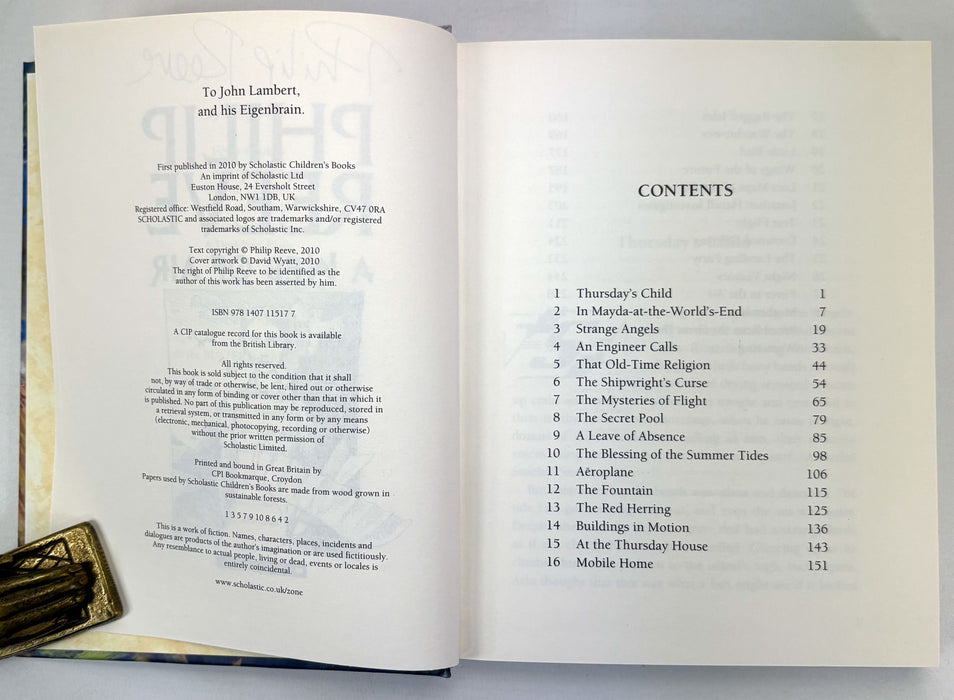 To John Lambert,
and his Eigenbrain.
First published in 2010 by Scholastic Children's Books
An imprint of Scholastic Ltd
Euston House, 24 Eversholt Street
London, NW1 1DB, UK
Registered office: Westfield Road, Southam, Warwickshire, CV47 0RA
SCHOLASTIC and associated logos are trademarks and/or registered
trademarks of Scholastic Inc.
Text copyright © Philip Reeve, 2010
Cover artwork © David Wyatt, 2010
The right of Philip Reeve to be identified as the
author of this work has been asserted by him.
ISBN 978 1407 11517 7
A CIP catalogue record for this book is available
from the British Library.
All rights reserved.
This book is sold subject to the condition that it shall
not, by way of trade or otherwise, be lent, hired out or otherwise
circulated in any form of binding or cover other than that in which it
is published. No part of this publication may be reproduced, stored in
a retrieval system, or transmitted in any form or by any means
(electronic, mechanical, photocopying, recording or otherwise)
without the prior written permission of
Scholastic Limited.
Printed and bound in Great Britain by
CPI Bookmarque, Croydon
Papers used by Scholastic Children's Books are made from wood grown in
sustainable forests.
1 3 5 7 9 10 8 6 4 2
This is a work of fiction. Names, characters, places, incidents and
dialogues are products of the author's imagination or are used fictitiously.
Any resemblance to actual people, living or dead, events or locales is
entirely coincidental.
www.scholastic.co.uk/zone
CONTENTS
1 Thursday's Child 1
2 In Mayda-at-the-World's-End 7
3 Strange Angels 19
4 An Engineer Calls 33
5 That Old-Time Religion 44
6 The Shipwright's Curse 54
7 The Mysteries of Flight 65
8 The Secret Pool 79
9 A Leave of Absence 85
10 The Blessing of the Summer Tides 98
11 Aëroplane 106
12 The Fountain 115
13 The Red Herring 125
14 Buildings in Motion 136
15 At the Thursday House 143
16 Mobile Home 151